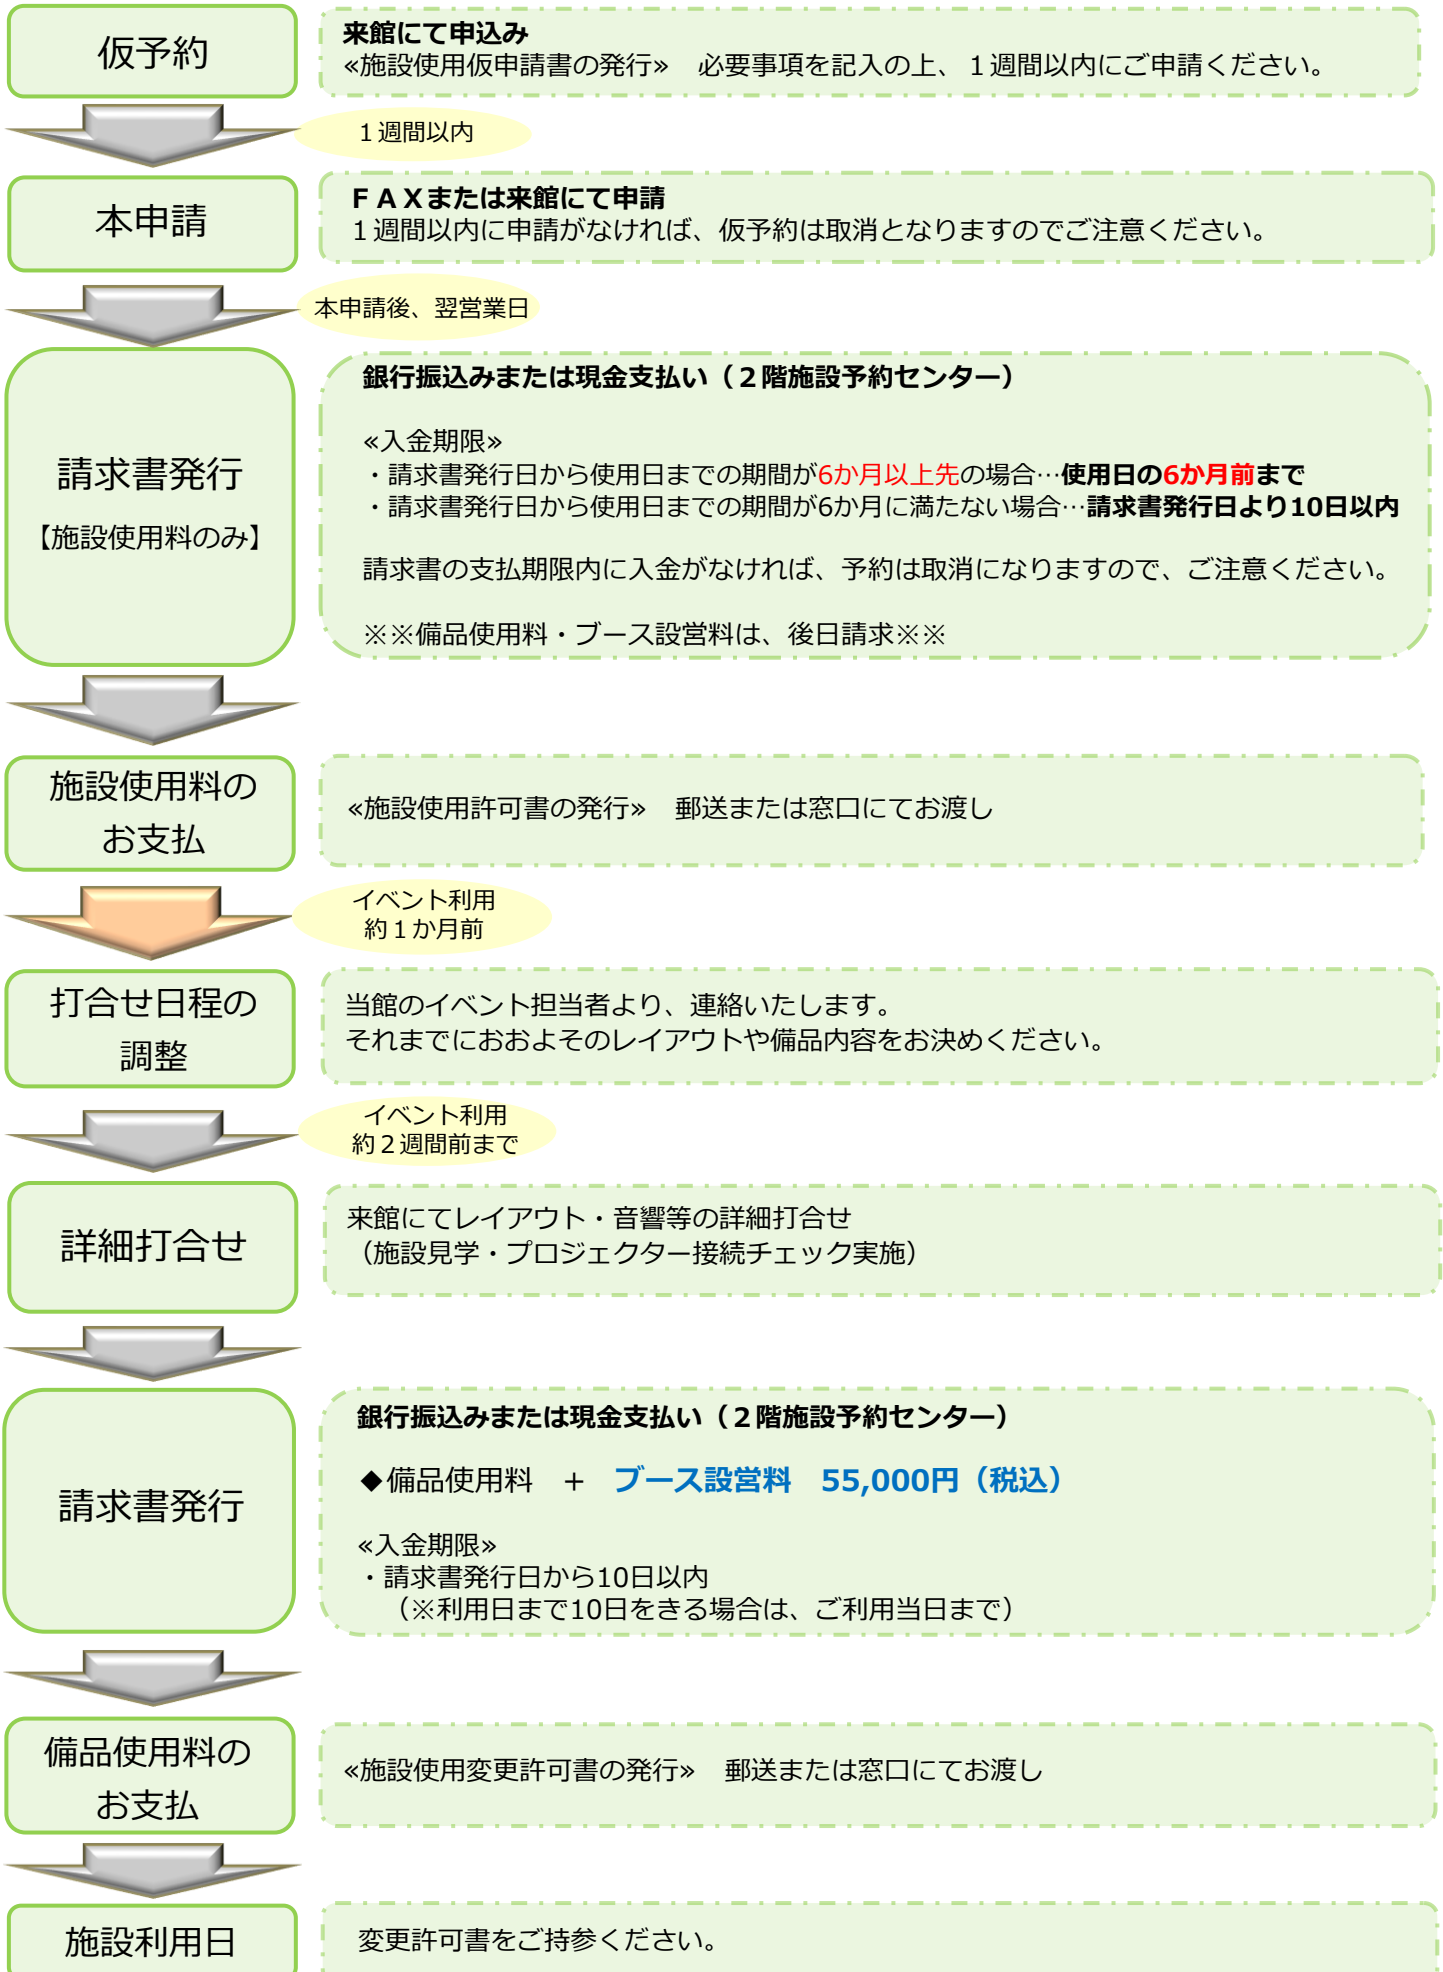 仮予約
来館にて申込み
«施設使用仮申請書の発行»　必要事項を記入の上、１週間以内にご申請ください。
１週間以内
本申請
ＦＡＸまたは来館にて申請
１週間以内に申請がなければ、仮予約は取消となりますのでご注意ください。
本申請後、翌営業日
請求書発行
【施設使用料のみ】
銀行振込みまたは現金支払い（２階施設予約センター）
«入金期限»
・請求書発行日から使用日までの期間が6か月以上先の場合…使用日の6か月前まで
・請求書発行日から使用日までの期間が6か月に満たない場合…請求書発行日より10日以内
請求書の支払期限内に入金がなければ、予約は取消になりますので、ご注意ください。
※※備品使用料・ブース設営料は、後日請求※※
施設使用料の
お支払
«施設使用許可書の発行»　郵送または窓口にてお渡し
イベント利用
約１か月前
打合せ日程の
調整
当館のイベント担当者より、連絡いたします。
それまでにおおよそのレイアウトや備品内容をお決めください。
イベント利用
約２週間前まで
詳細打合せ
来館にてレイアウト・音響等の詳細打合せ
（施設見学・プロジェクター接続チェック実施）
請求書発行
銀行振込みまたは現金支払い（２階施設予約センター）
◆備品使用料　＋　ブース設営料　55,000円（税込）
«入金期限»
・請求書発行日から10日以内
（※利用日まで10日をきる場合は、ご利用当日まで）
備品使用料の
お支払
«施設使用変更許可書の発行»　郵送または窓口にてお渡し
施設利用日
変更許可書をご持参ください。